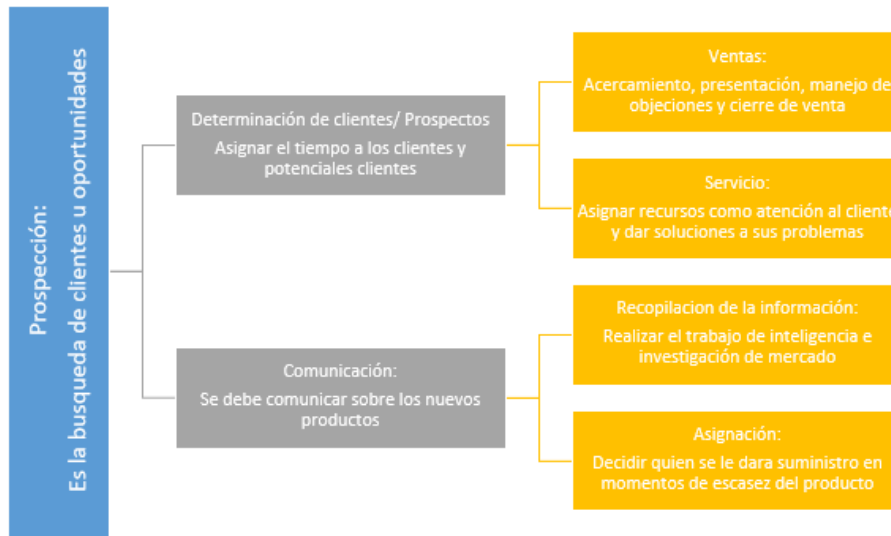 Prospección:
Es la busqueda de clientes u oportunidades
Determinación de clientes/ Prospectos
Asignar el tiempo a los clientes y
potenciales clientes
Ventas:
Acercamiento, presentación, manejo de
objeciones y cierre de venta
Servicio:
Asignar recursos como atención al cliente
y dar soluciones a sus problemas
Comunicación:
Se debe comunicar sobre los nuevos
productos
Recopilacion de la información:
Realizar el trabajo de inteligencia e
investigación de mercado
Asignación:
Decidir quien se le dara suministro en
momentos de escasez del producto